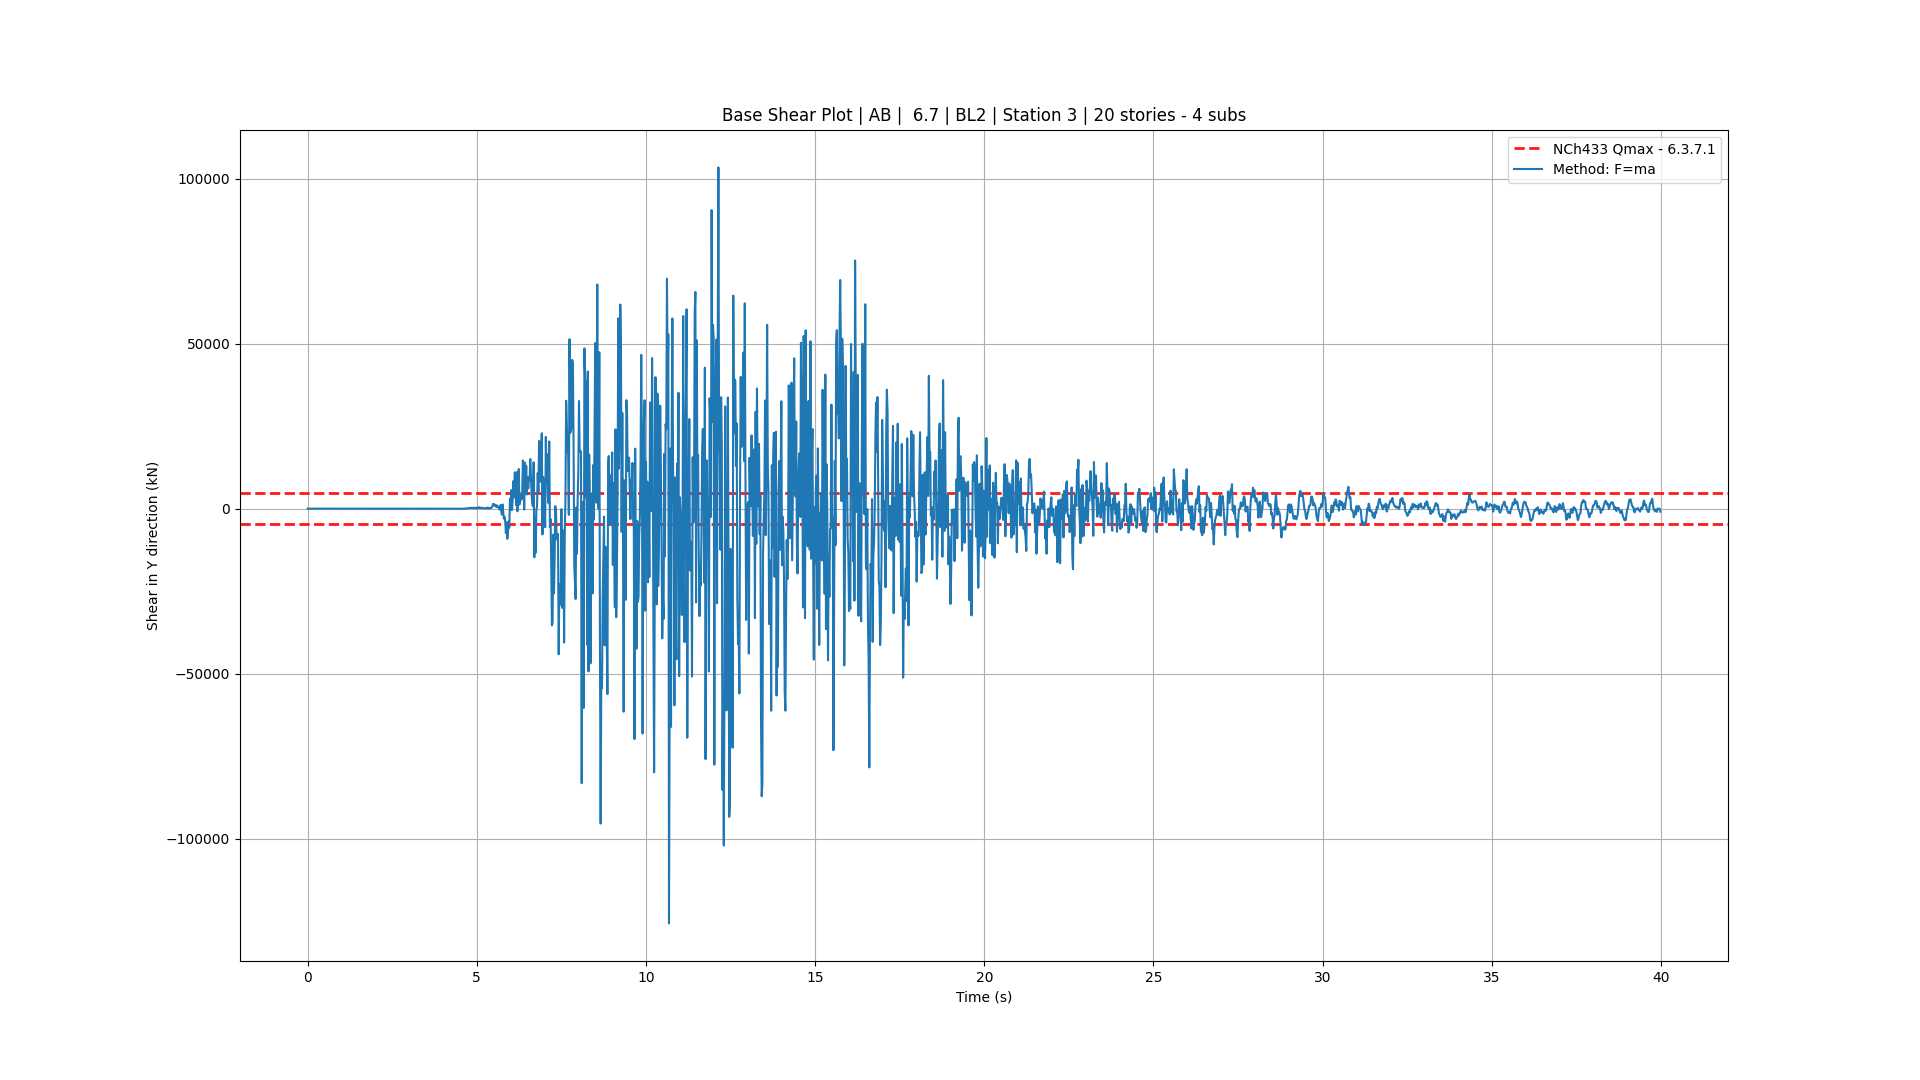 Base Shear Plot | AB |  6.7 | BL2 | Station 3 | 20 stories - 4 subs
NCh433 Qmax - 6.3.7.1
Method: F=ma
100000
50000
0
−50000
−100000
Shear in Y direction (kN)
0 5 10 15 20 25 30 35 40
Time (s)